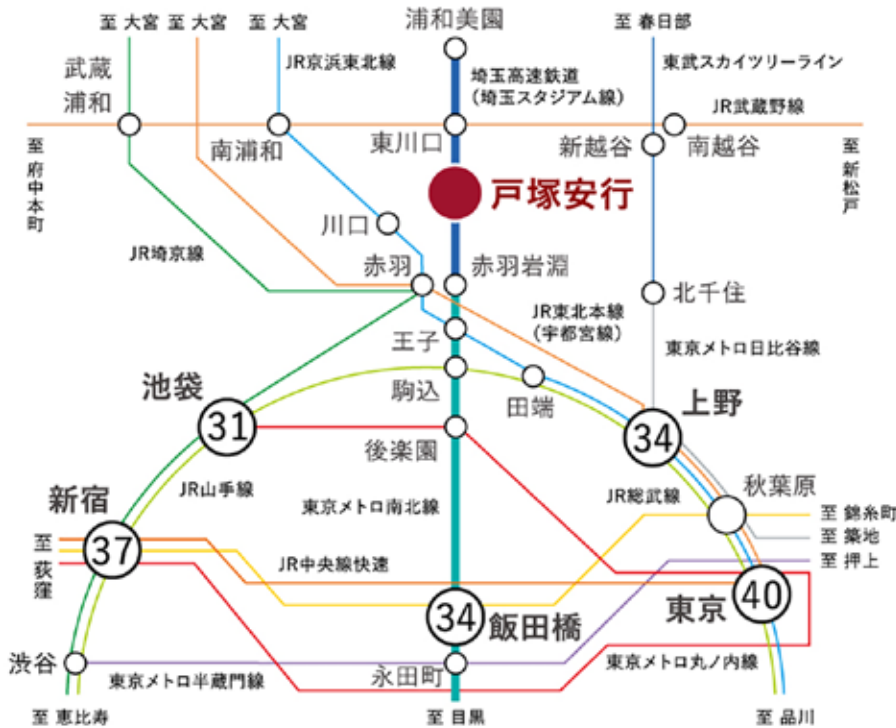 至 大宮
至 大宮
至 大宮
浦和美園
至 春日部
武蔵
浦和
JR京浜東北線
埼玉高速鉄道
(埼玉スタジアム線)
東武スカイツリーライン
JR武蔵野線
南浦和
東川口
新越谷
南越谷
至 府中本町
至 新松戸
戸塚安行
川口
JR埼京線
赤羽
赤羽岩淵
北千住
JR東北本線
(宇都宮線)
王子
東京メトロ日比谷線
駒込
田端
池袋
31
上野
34
後楽園
JR山手線
新宿
37
東京メトロ南北線
JR総武線
秋葉原
至 錦糸町
至 築地
至 押上
至 荻窪
JR中央線快速
34
飯田橋
東京
40
渋谷
東京メトロ半蔵門線
永田町
東京メトロ丸ノ内線
至 恵比寿
至 目黒
至 品川